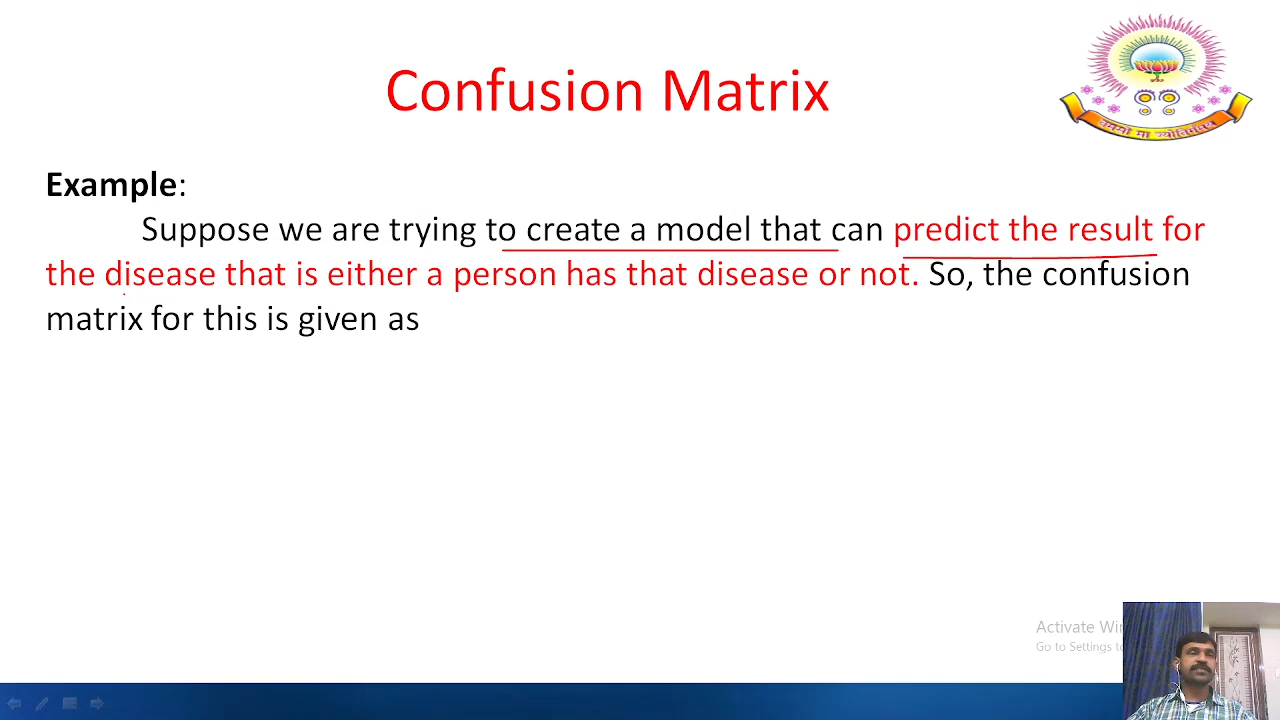 Confusion Matrix
Example:
Suppose we are trying to create a model that can predict the result for
the disease that is either a person has that disease or not. So, the confusion
matrix for this is given as
Activate
Go to Settings